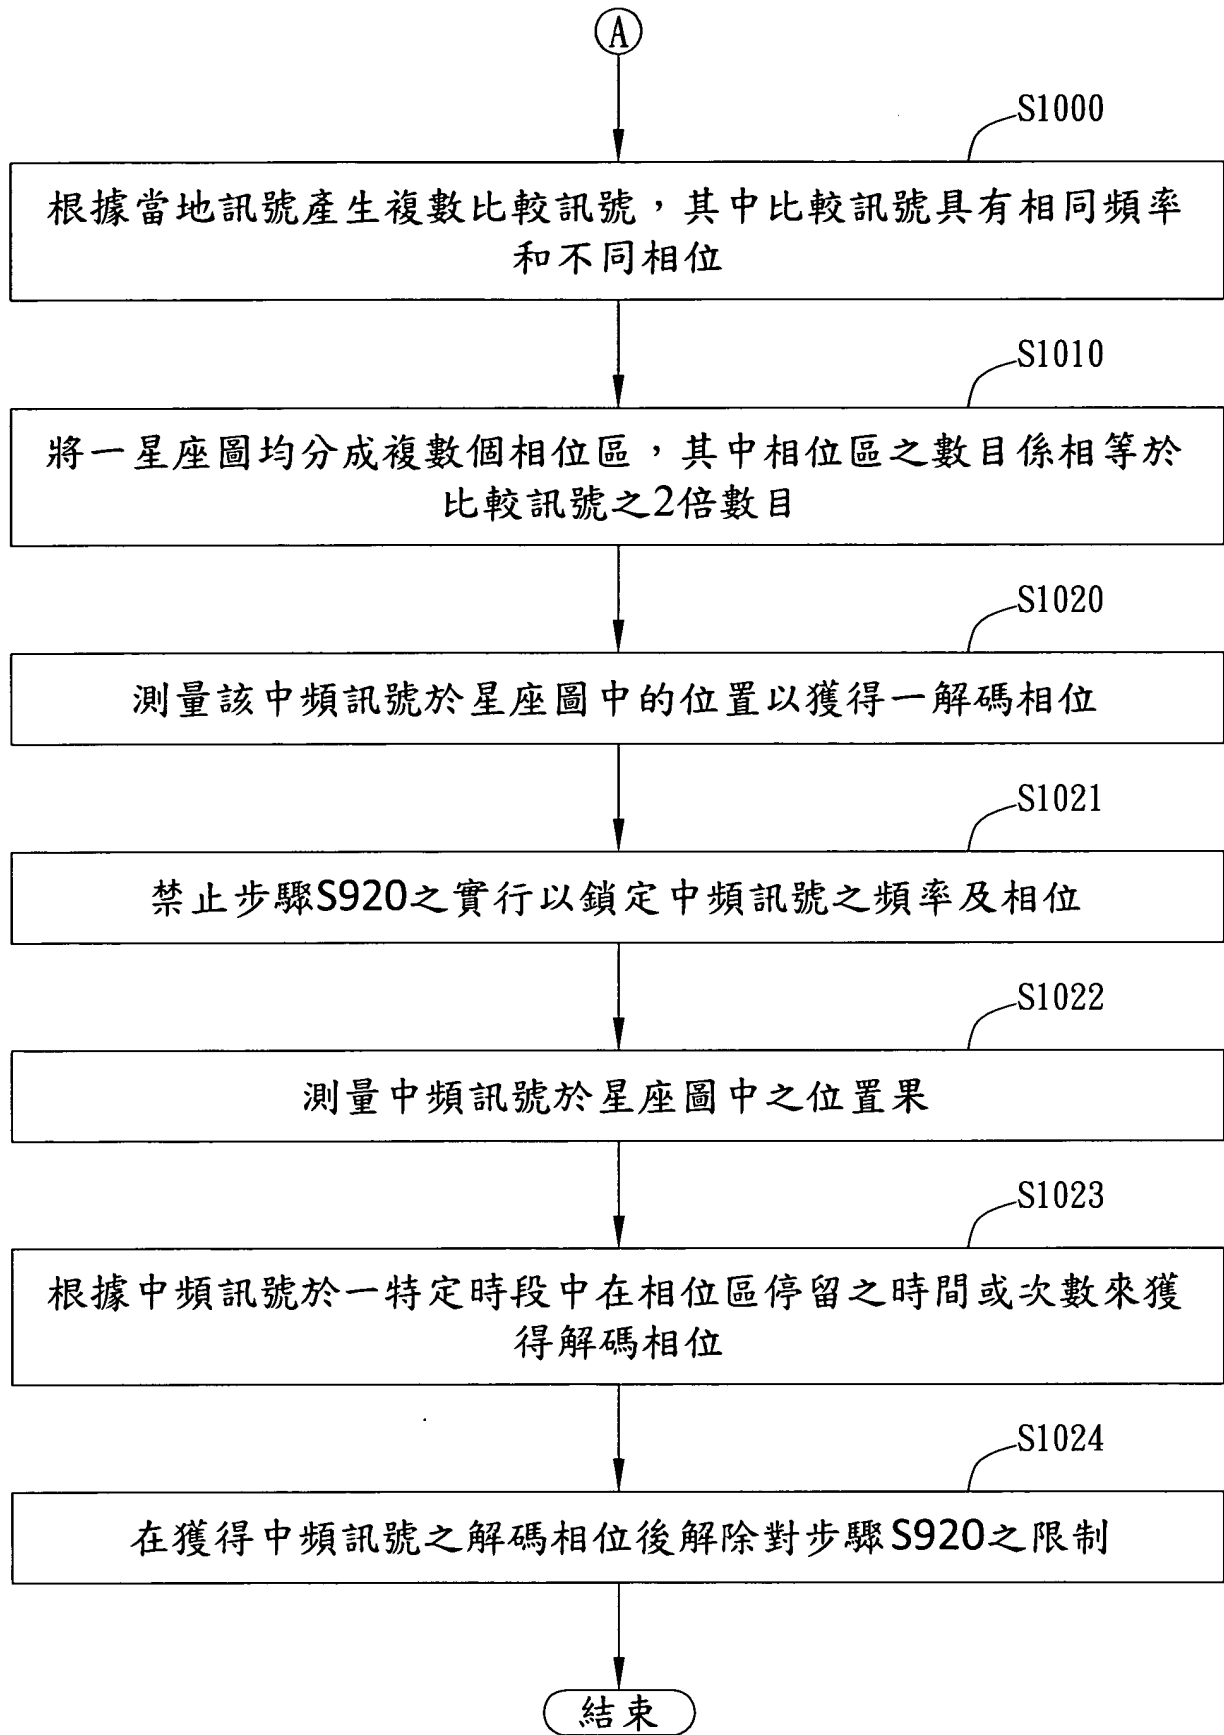 A
S1000
根據當地訊號產生複數比較訊號，其中比較訊號具有相同頻率
和不同相位
S1010
將一星座圖均分成複數個相位區，其中相位區之數目係相等於
比較訊號之2倍數目
S1020
測量該中頻訊號於星座圖中的位置以獲得一解碼相位
S1021
禁止步驟S920之實行以鎖定中頻訊號之頻率及相位
S1022
測量中頻訊號於星座圖中之位置果
S1023
根據中頻訊號於一特定時段中在相位區停留之時間或次數來獲
得解碼相位
S1024
在獲得中頻訊號之解碼相位後解除對步驟S920之限制
結束